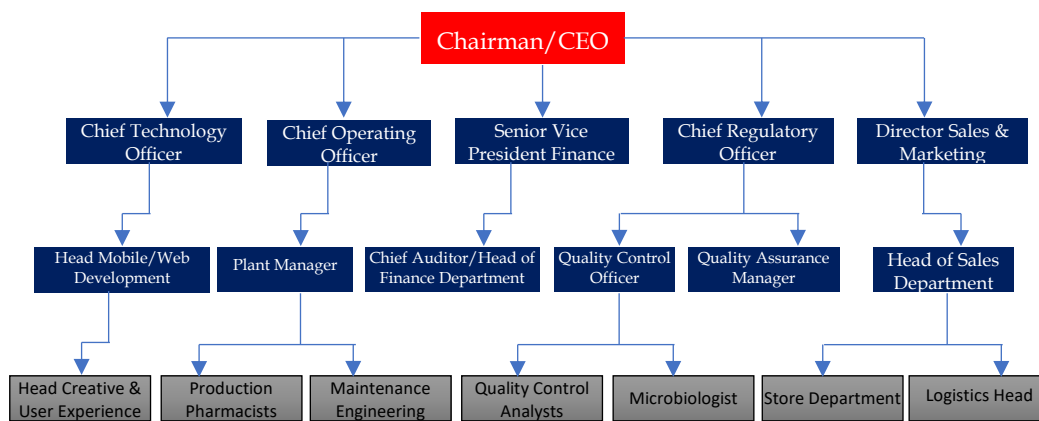 Chairman/CEO
Chief Technology
Officer
Chief Operating
Officer
Senior Vice
President Finance
Chief Regulatory
Officer
Director Sales &
Marketing
Head Mobile/Web
Development
Plant Manager
Chief Auditor/Head of
Finance Department
Quality Control
Officer
Quality Assurance
Manager
Head of Sales
Department
Head Creative &
User Experience
Production
Pharmacists
Maintenance
Engineering
Quality Control
Analysts
Microbiologist
Store Department
Logistics Head